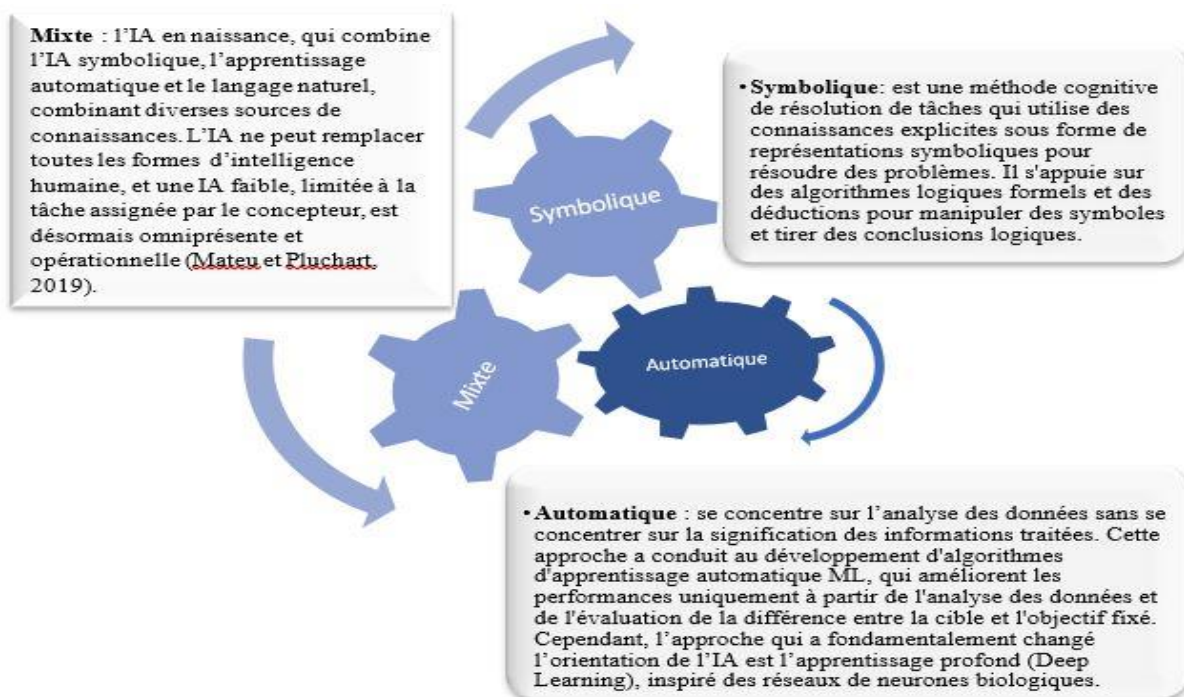 Mixte : l'IA en naissance, qui combine
l'IA symbolique, l'apprentissage
automatique et le langage naturel,
combinant diverses sources de
connaissances. L'IA ne peut remplacer
toutes les formes d'intelligence
humaine, et une IA faible, limitée à la
tâche assignée par le concepteur, est
désormais omniprésente et
opérationnelle (Mateu et Pluchart,
2019).
• Symbolique: est une méthode cognitive
de résolution de tâches qui utilise des
connaissances explicites sous forme de
représentations symboliques pour
résoudre des problèmes. Il s'appuie sur
des algorithmes logiques formels et des
déductions pour manipuler des symboles
et tirer des conclusions logiques.
Symbolique
Mixte
Automatique
• Automatique : se concentre sur l'analyse des données sans se
concentrer sur la signification des informations traitées. Cette
approche a conduit au développement d'algorithmes
d'apprentissage automatique ML, qui améliorent les
performances uniquement à partir de l'analyse des données et
de l'évaluation de la différence entre la cible et l'objectif fixé.
Cependant, l'approche qui a fondamentalement changé
l'orientation de l'IA est l'apprentissage profond (Deep
Learning), inspiré des réseaux de neurones biologiques.